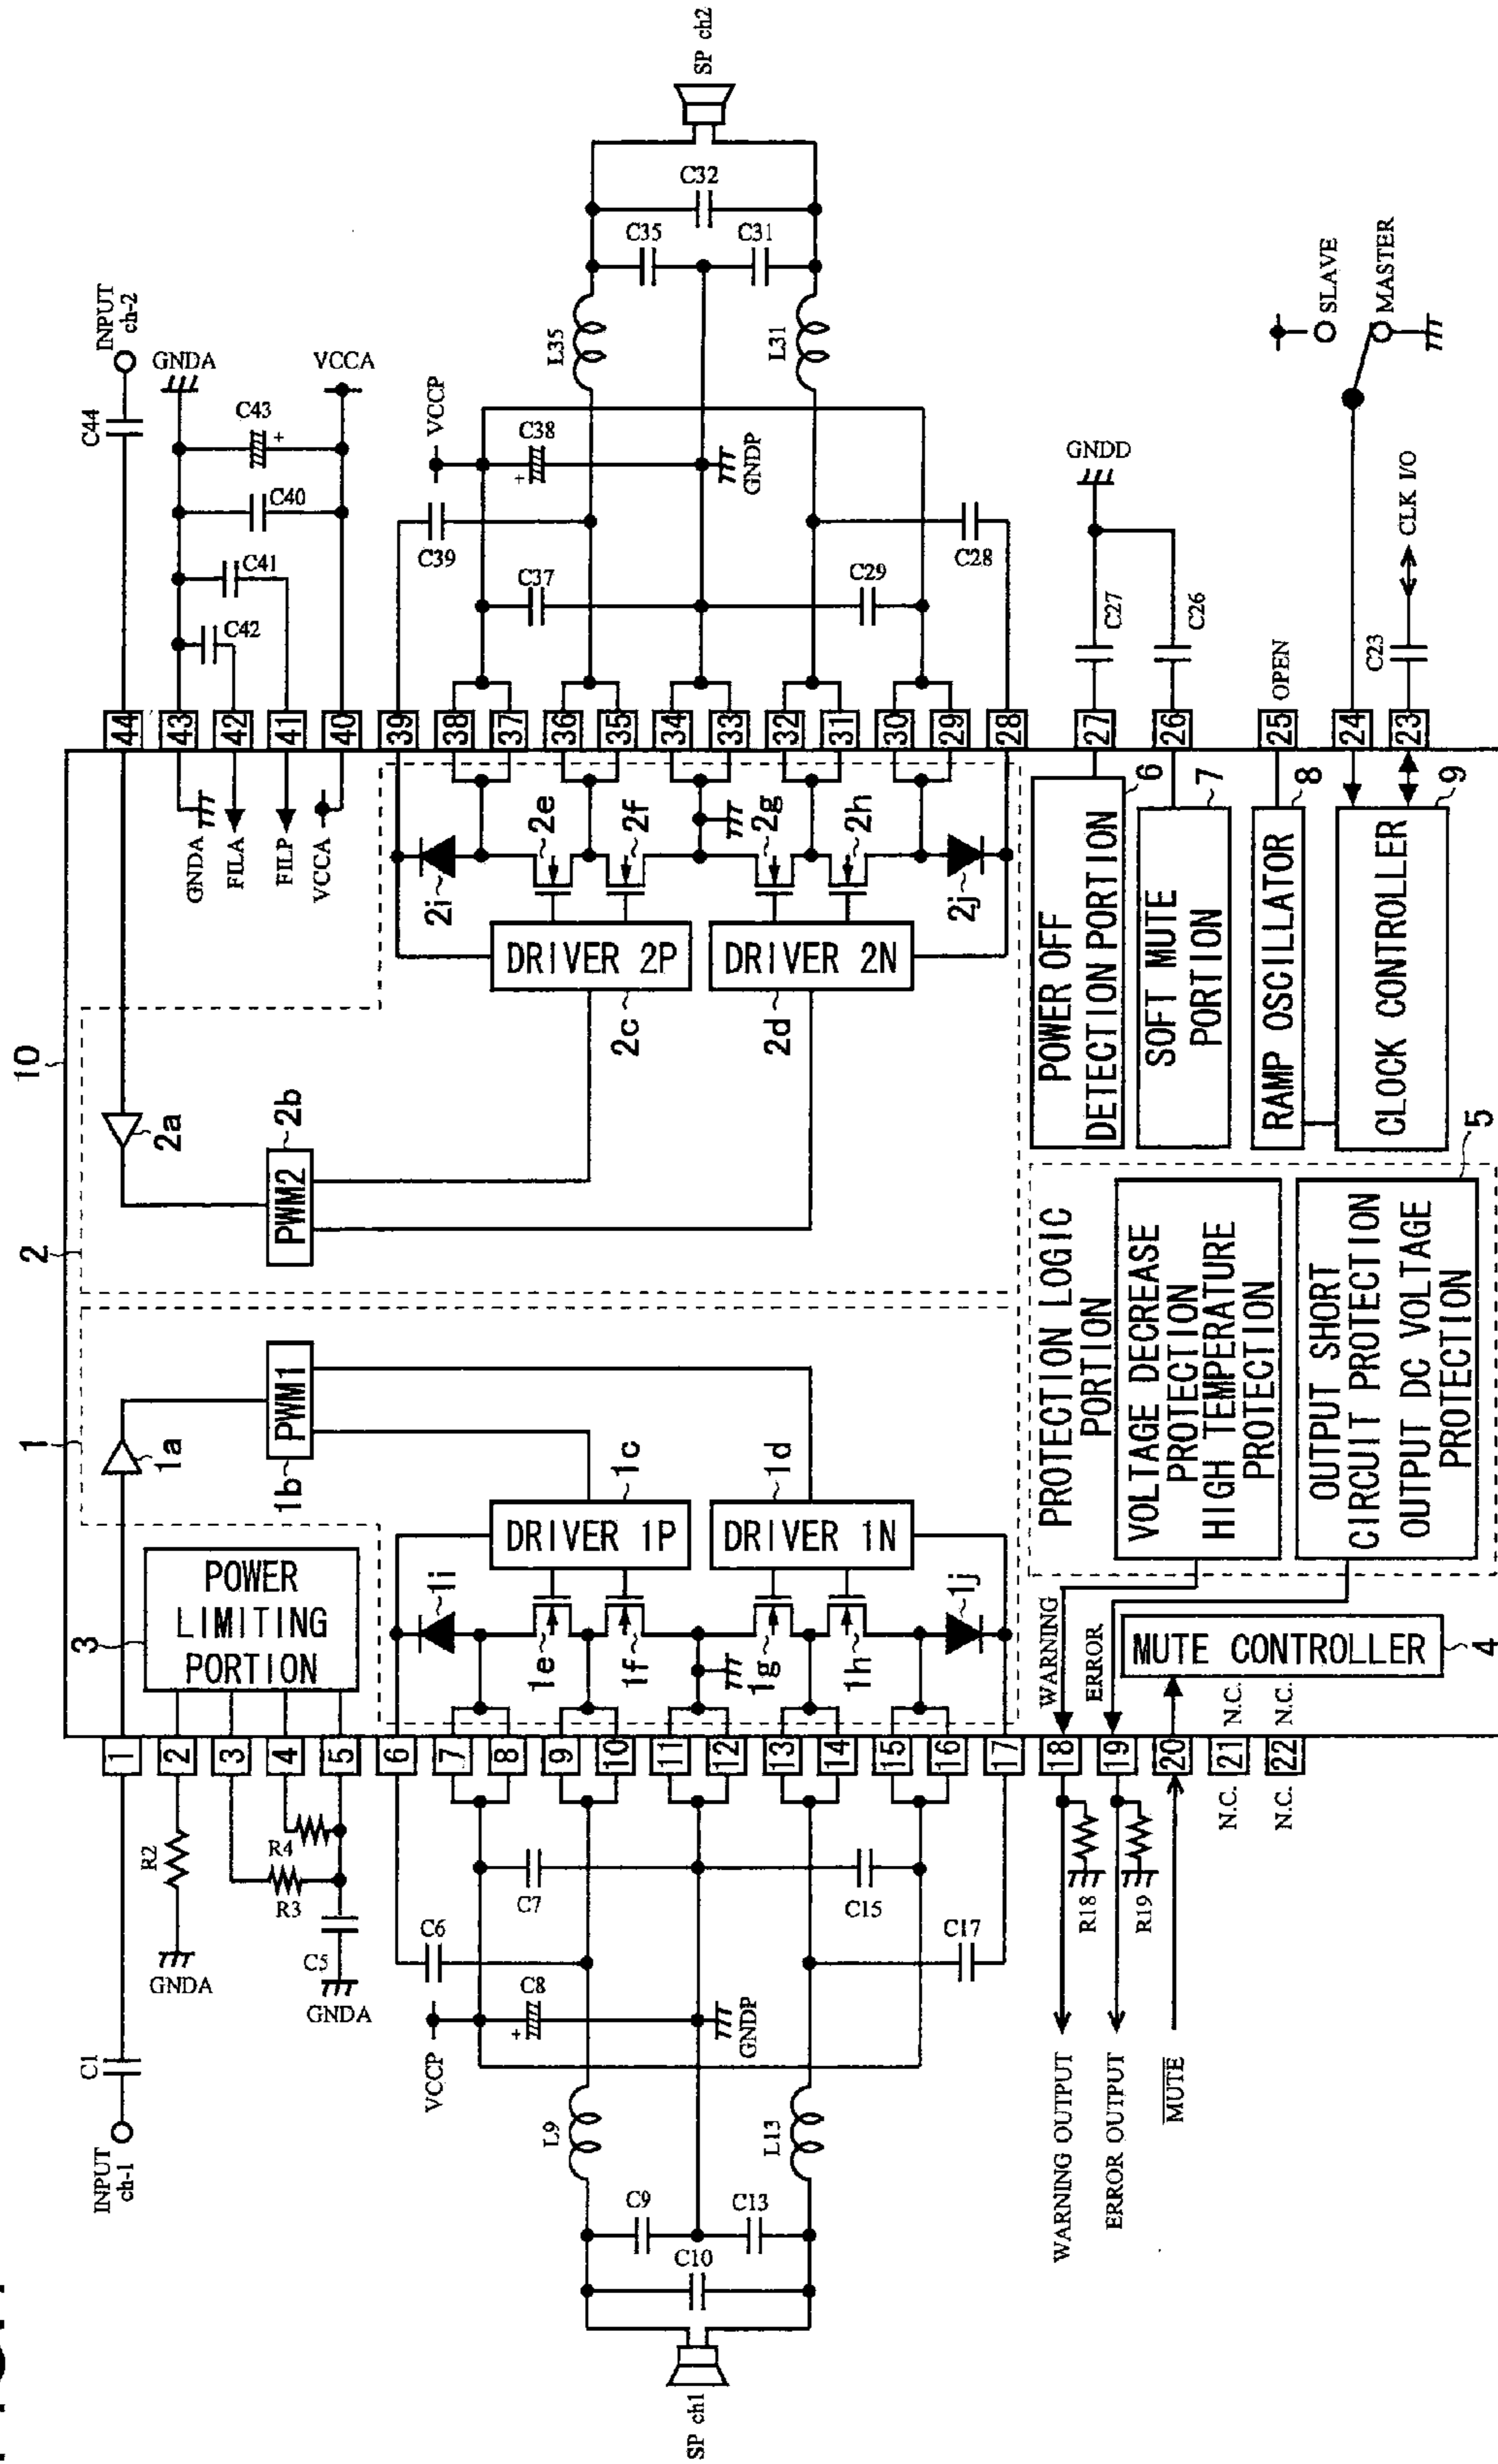 10
1
2
INPUT
ch-1
C1
1
1a
1b
PWM1
2a
2b
PWM2
44
C44
INPUT
ch-2
R2
GNDA
R3
R4
C5
GNDA
2
3
4
5
3
POWER
LIMITING
PORTION
43
42
41
40
GNDA
FILA
FILP
VCCA
C42
C41
C40
C43
+
GNDA
VCCA
VCCP
C6
C7
C8
+
GNDP
C15
C17
L9
L13
C9
C13
C10
SP ch1
6
7
8
9
10
11
12
13
14
15
16
17
1i
1e
1f
1g
1h
1j
DRIVER 1P
1c
DRIVER 1N
1d
DRIVER 2P
2c
DRIVER 2N
2d
2i
2e
2f
2g
2h
2j
39
38
37
36
35
34
33
32
31
30
29
28
C39
C37
VCCP
C38
+
GNDP
C29
C28
L35
L31
C35
C31
C32
SP ch2
WARNING OUTPUT
ERROR OUTPUT
MUTE
R18
R19
18
19
20
N.C.
21
N.C.
N.C.
22
N.C.
WARNING
ERROR
MUTE CONTROLLER
4
PROTECTION LOGIC
PORTION
VOLTAGE DECREASE
PROTECTION
HIGH TEMPERATURE
PROTECTION
OUTPUT SHORT
CIRCUIT PROTECTION
OUTPUT DC VOLTAGE
PROTECTION
5
POWER OFF
DETECTION PORTION
6
SOFT MUTE
PORTION
7
RAMP OSCILLATOR
8
CLOCK CONTROLLER
9
27
26
25
24
23
C27
C26
GNDD
OPEN
C23
CLK I/O
SLAVE
MASTER